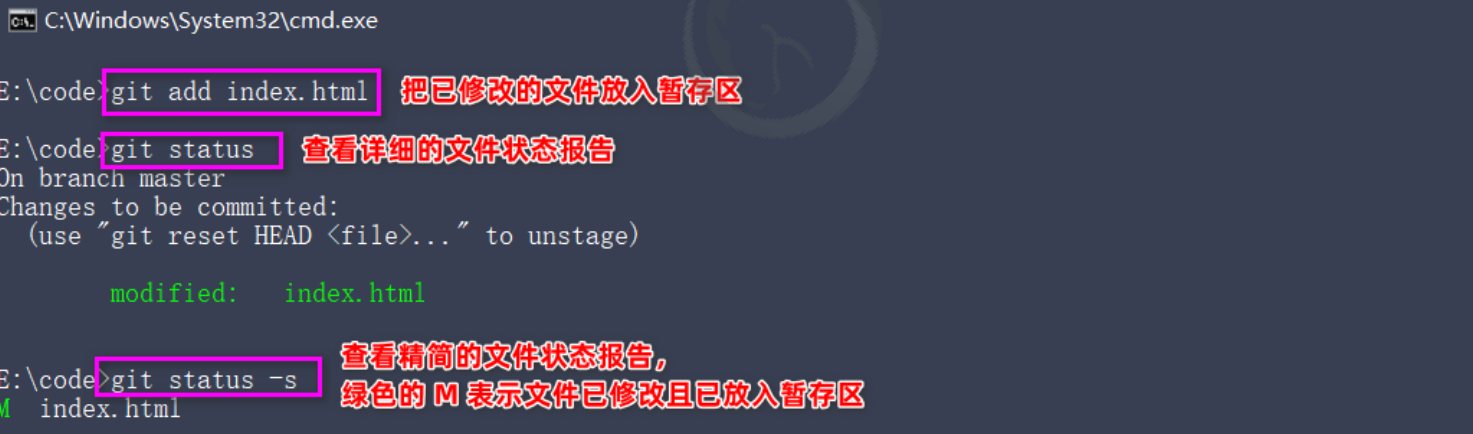 C:\Windows\System32\cmd.exe
E:\code>git add index.html 把已修改的文件放入暂存区
E:\code>git status 查看详细的文件状态报告
On branch master
Changes to be committed:
(use "git reset HEAD <file>..." to unstage)
modified: index.html
查看精简的文件状态报告，
E:\code>git status -s 绿色的 M 表示文件已修改且已放入暂存区
M index.html